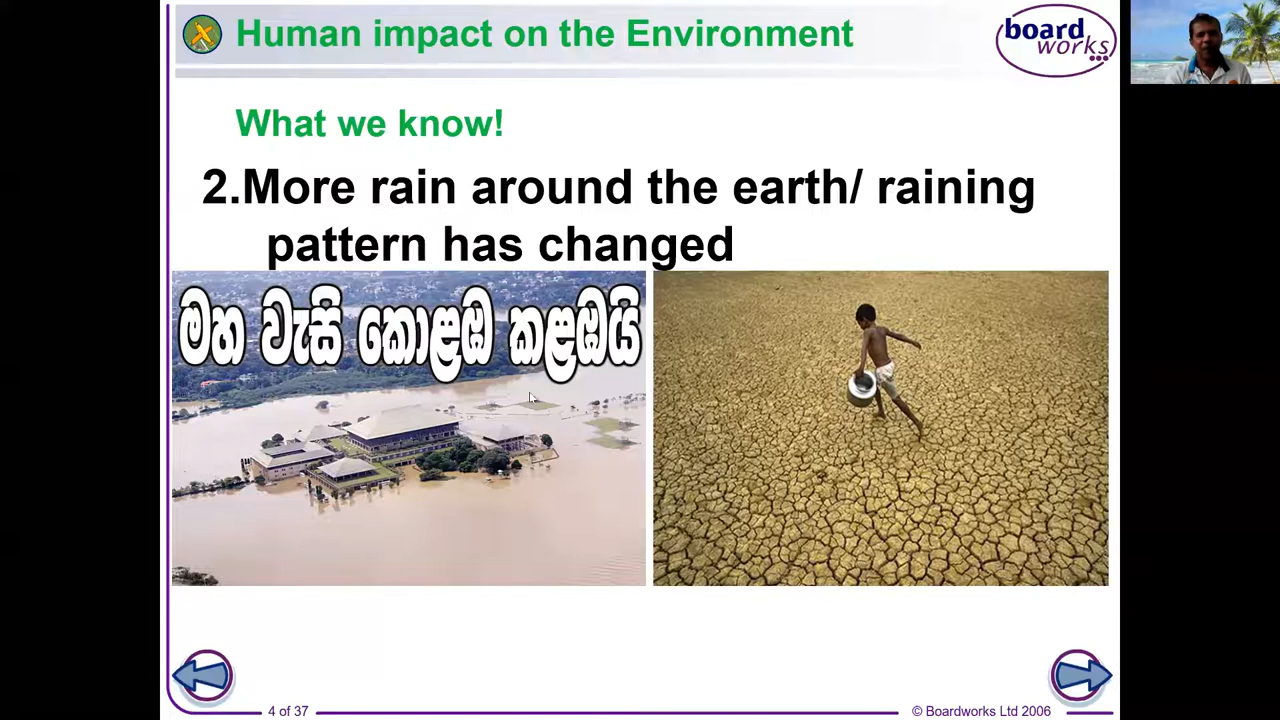 Human impact on the Environment
board
works
What we know!
2.More rain around the earth/ raining
pattern has changed
මහ වැසි කොළඹ කළඹයි
4 of 37
© Boardworks Ltd 2006